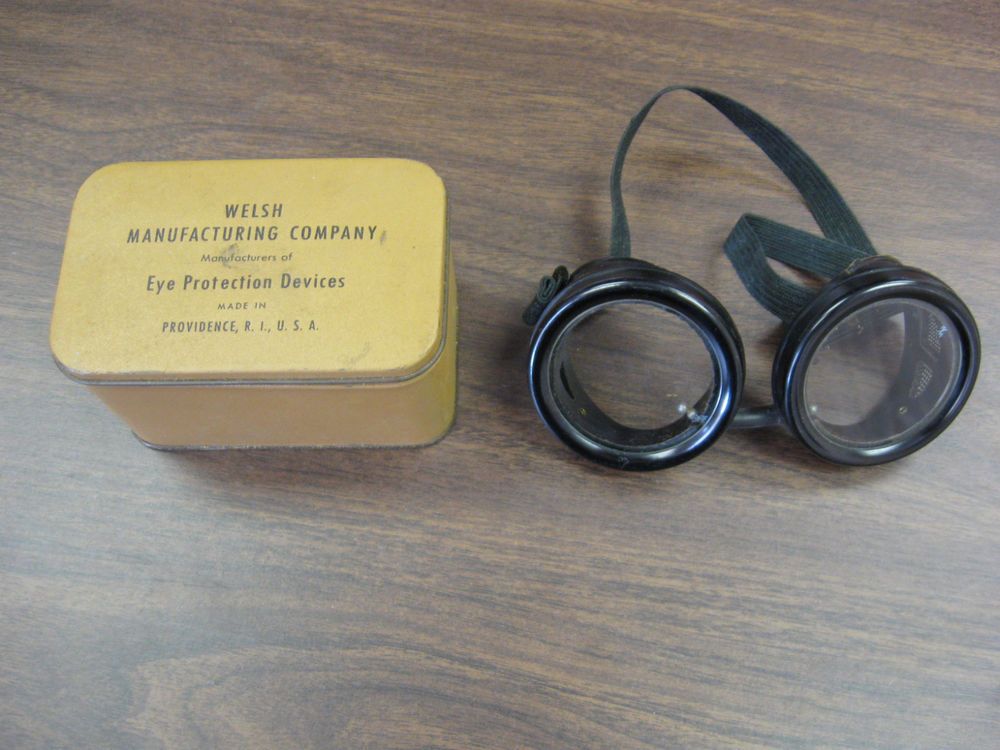 WELSH
MANUFACTURING COMPANY
Manufacturers of
Eye Protection Devices
MADE IN
PROVIDENCE, R. I., U. S. A.